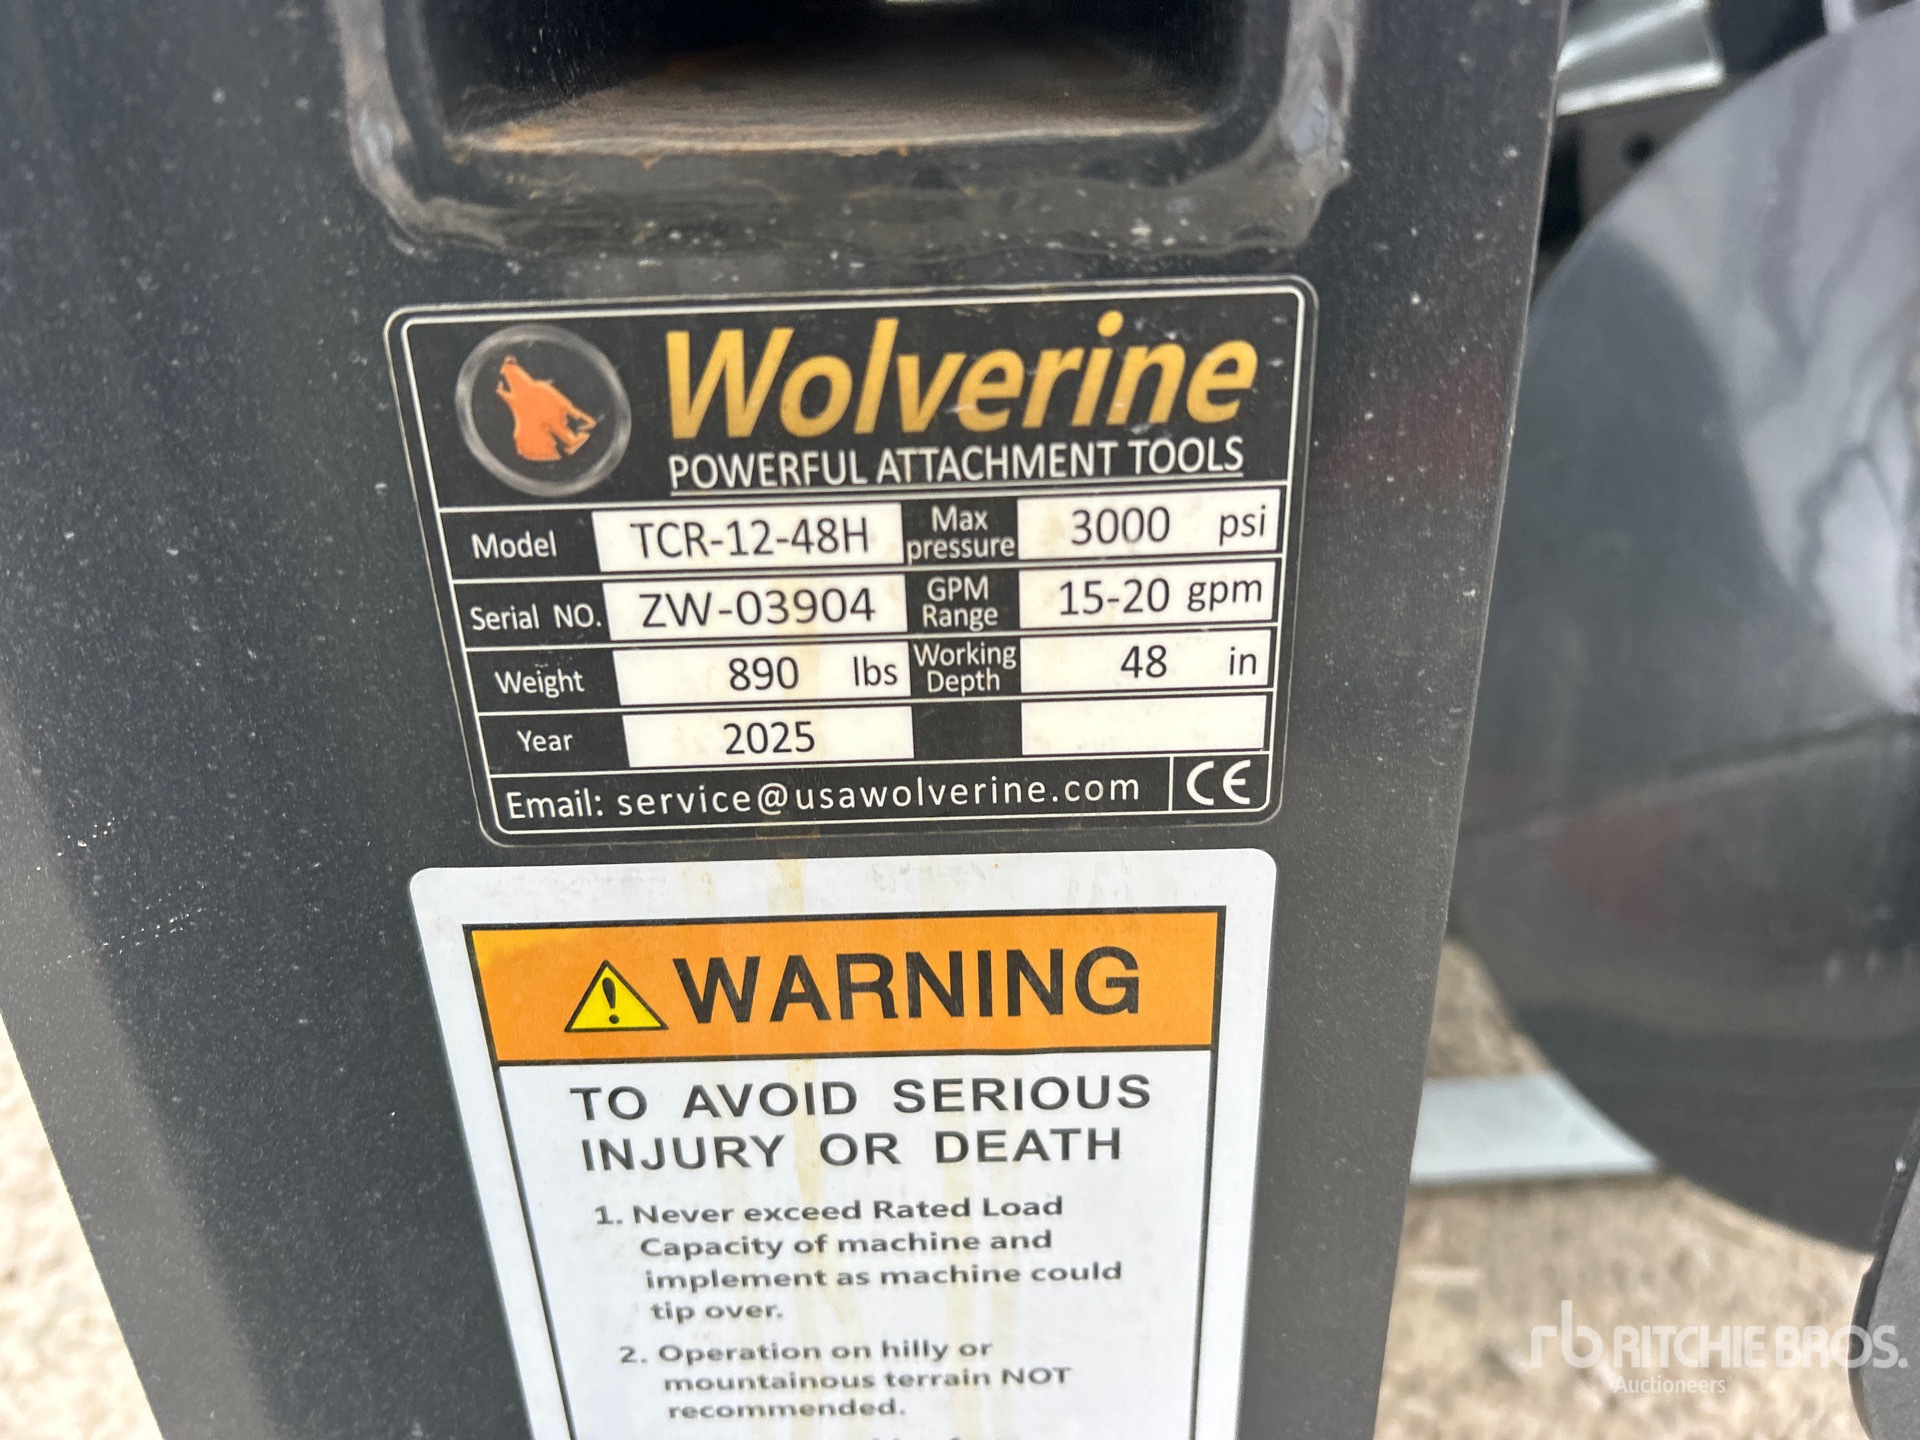 Wolverine
POWERFUL ATTACHMENT TOOLS
Model TCR-12-48H Max pressure 3000 psi
Serial NO. ZW-03904 GPM Range 15-20 gpm
Weight 890 lbs Working Depth 48 in
Year 2025
Email: service@usawolverine.com CE
WARNING
TO AVOID SERIOUS
INJURY OR DEATH
1. Never exceed Rated Load
Capacity of machine and
implement as machine could
tip over.
2. Operation on hilly or
mountainous terrain NOT
recommended.
rb RITCHIE BROS.
Auctioneers